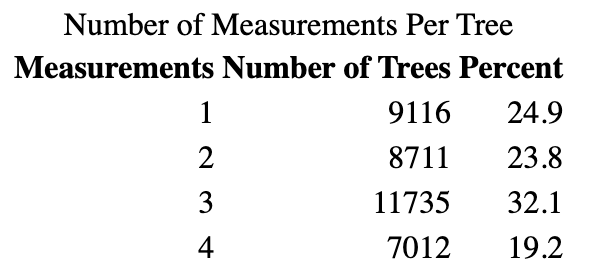 Number of Measurements Per Tree
Measurements Number of Trees Percent
1 9116 24.9
2 8711 23.8
3 11735 32.1
4 7012 19.2